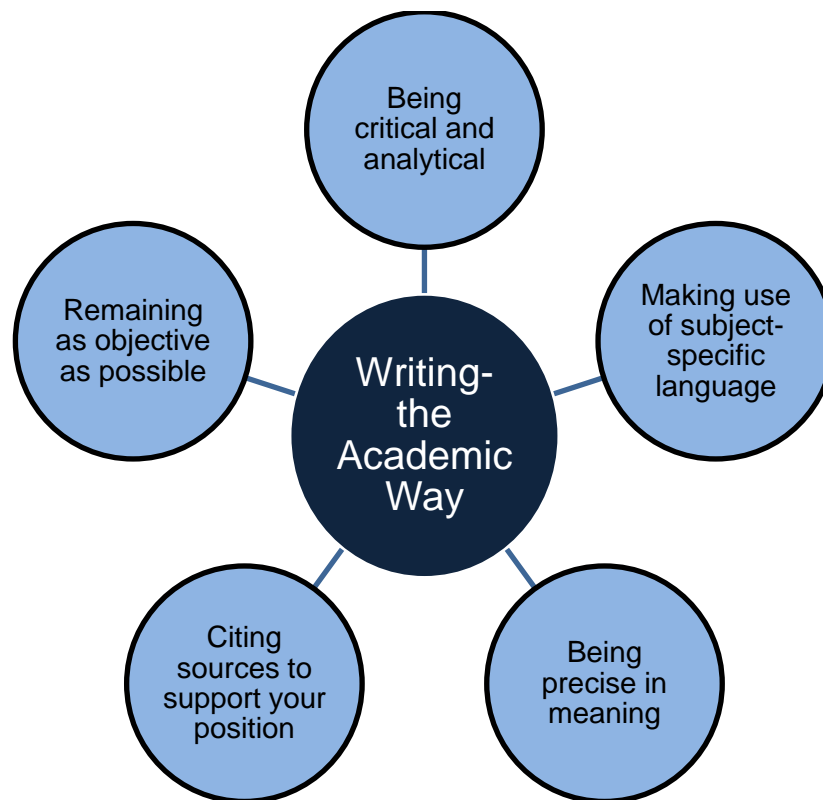 Being
critical and
analytical
Making use
of subject-
specific
language
Being
precise in
meaning
Citing
sources to
support your
position
Remaining
as objective
as possible
Writing-
the
Academic
Way